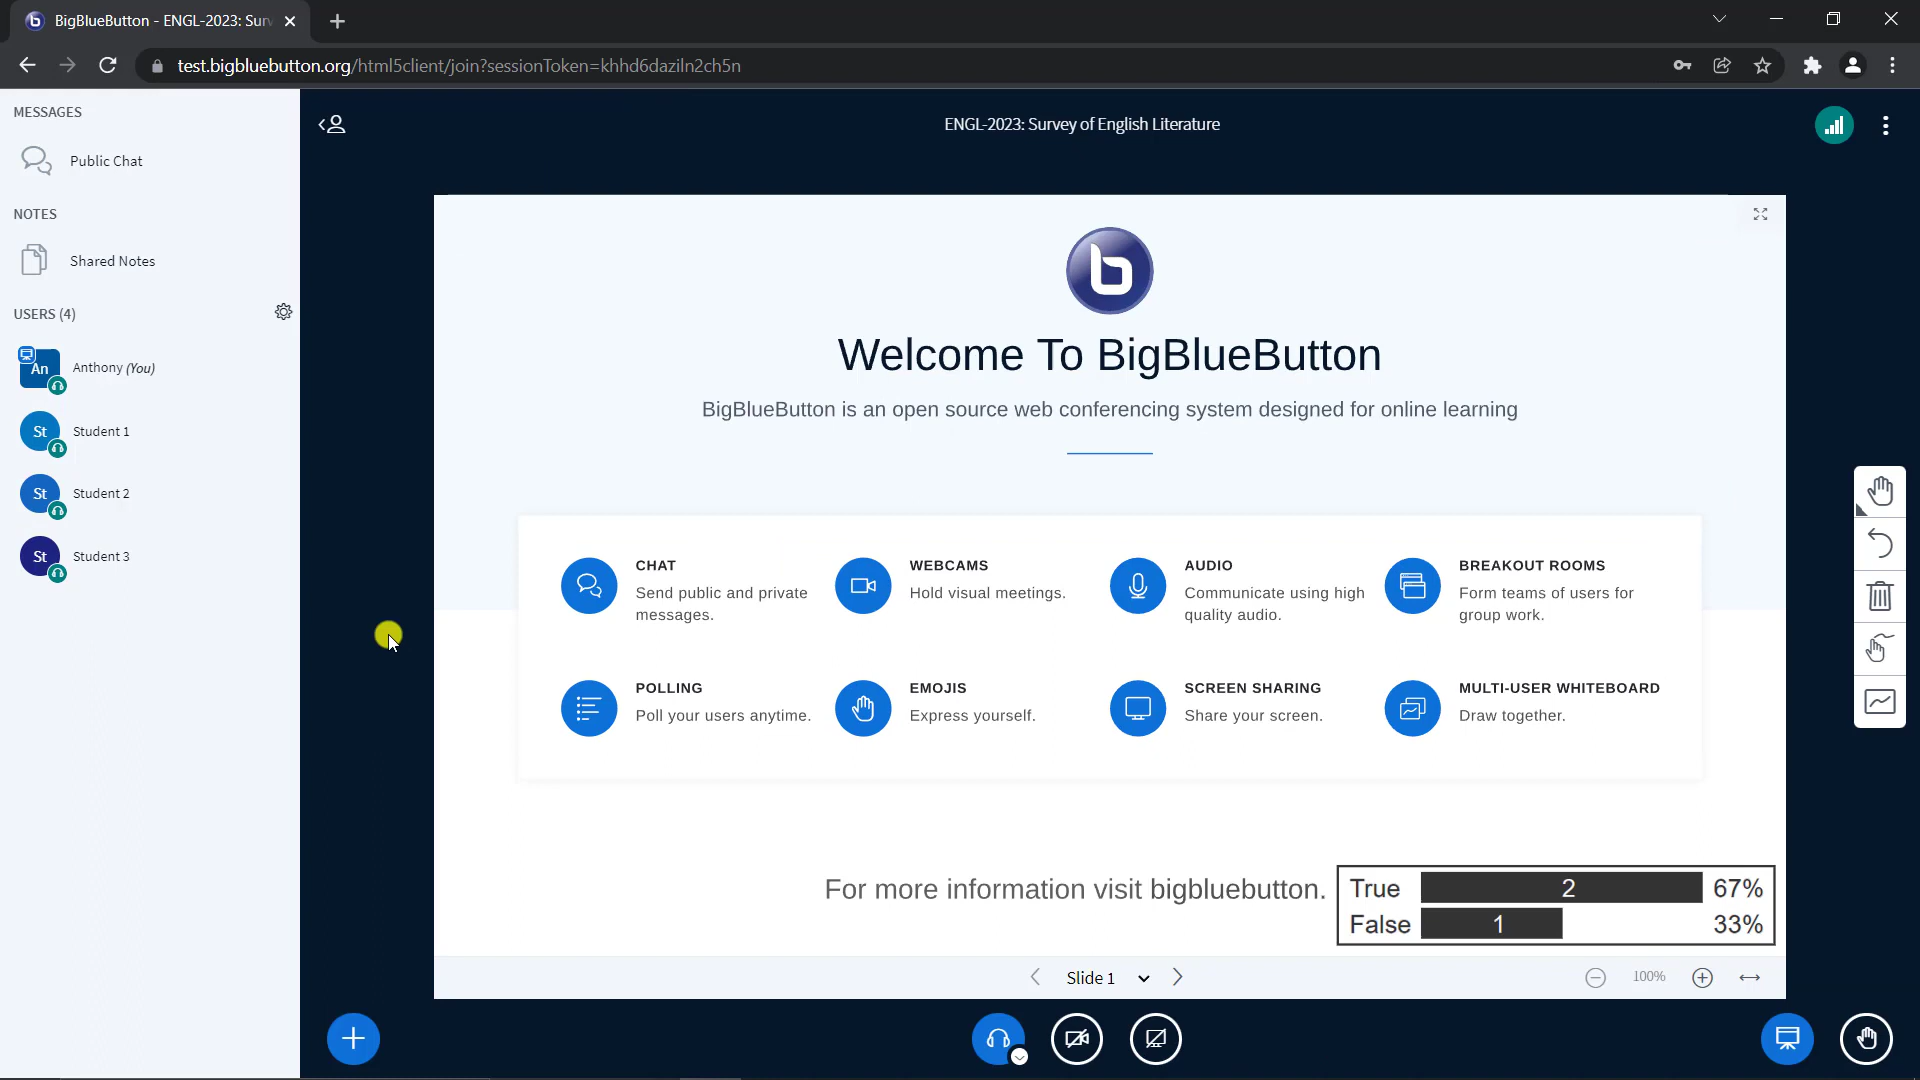 BigBlueButton - ENGL-2023: Sur
test.bigbluebutton.org/html5client/join?sessionToken=khhd6daziln2ch5n
MESSAGES
Public Chat
NOTES
Shared Notes
USERS (4)
An
Anthony (You)
St
Student 1
St
Student 2
St
Student 3
ENGL-2023: Survey of English Literature
b
Welcome To BigBlueButton
BigBlueButton is an open source web conferencing system designed for online learning
CHAT
Send public and private
messages.
WEBCAMS
Hold visual meetings.
AUDIO
Communicate using high
quality audio.
BREAKOUT ROOMS
Form teams of users for
group work.
POLLING
Poll your users anytime.
EMOJIS
Express yourself.
SCREEN SHARING
Share your screen.
MULTI-USER WHITEBOARD
Draw together.
For more information visit bigbluebutton.
True 2 67%
False 1 33%
Slide 1
100%